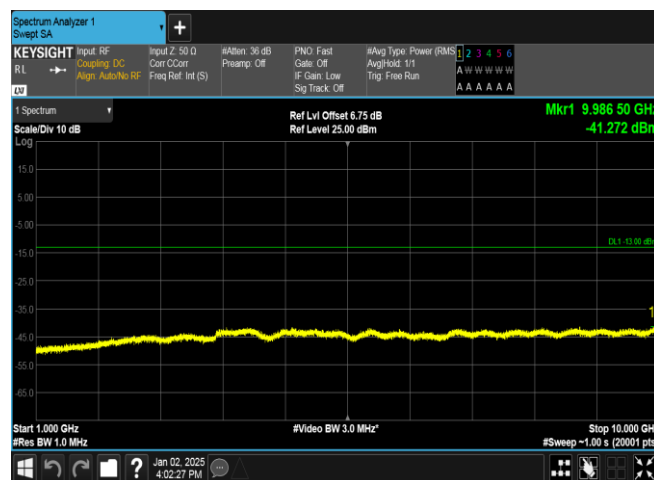 Spectrum Analyzer 1
Swept SA
+
KEYSIGHT Input: RF Input Z: 50 Ω #Atten: 36 dB PNO: Fast #Avg Type: Power (RMS 1 2 3 4 5 6
RL Coupling: DC Corr CCorr Preamp: Off Gate: Off Avg|Hold: 1/1 A W W W W W
Align: Auto/No RF Freq Ref: Int (S) IF Gain: Low Trig: Free Run
LXI Sig Track: Off A A A A A A
1 Spectrum Mkr1 9.986 50 GHz
Ref Lvl Offset 6.75 dB
Scale/Div 10 dB Ref Level 25.00 dBm -41.272 dBm
Log
15.0
5.00
-5.00
DL1 -13.00 dBm
-15.0
-25.0
-35.0
1
-45.0
-55.0
-65.0
Start 1.000 GHz #Video BW 3.0 MHz* Stop 10.000 GHz
#Res BW 1.0 MHz #Sweep ~1.00 s (20001 pts
? Jan 02, 2025
4:02:27 PM